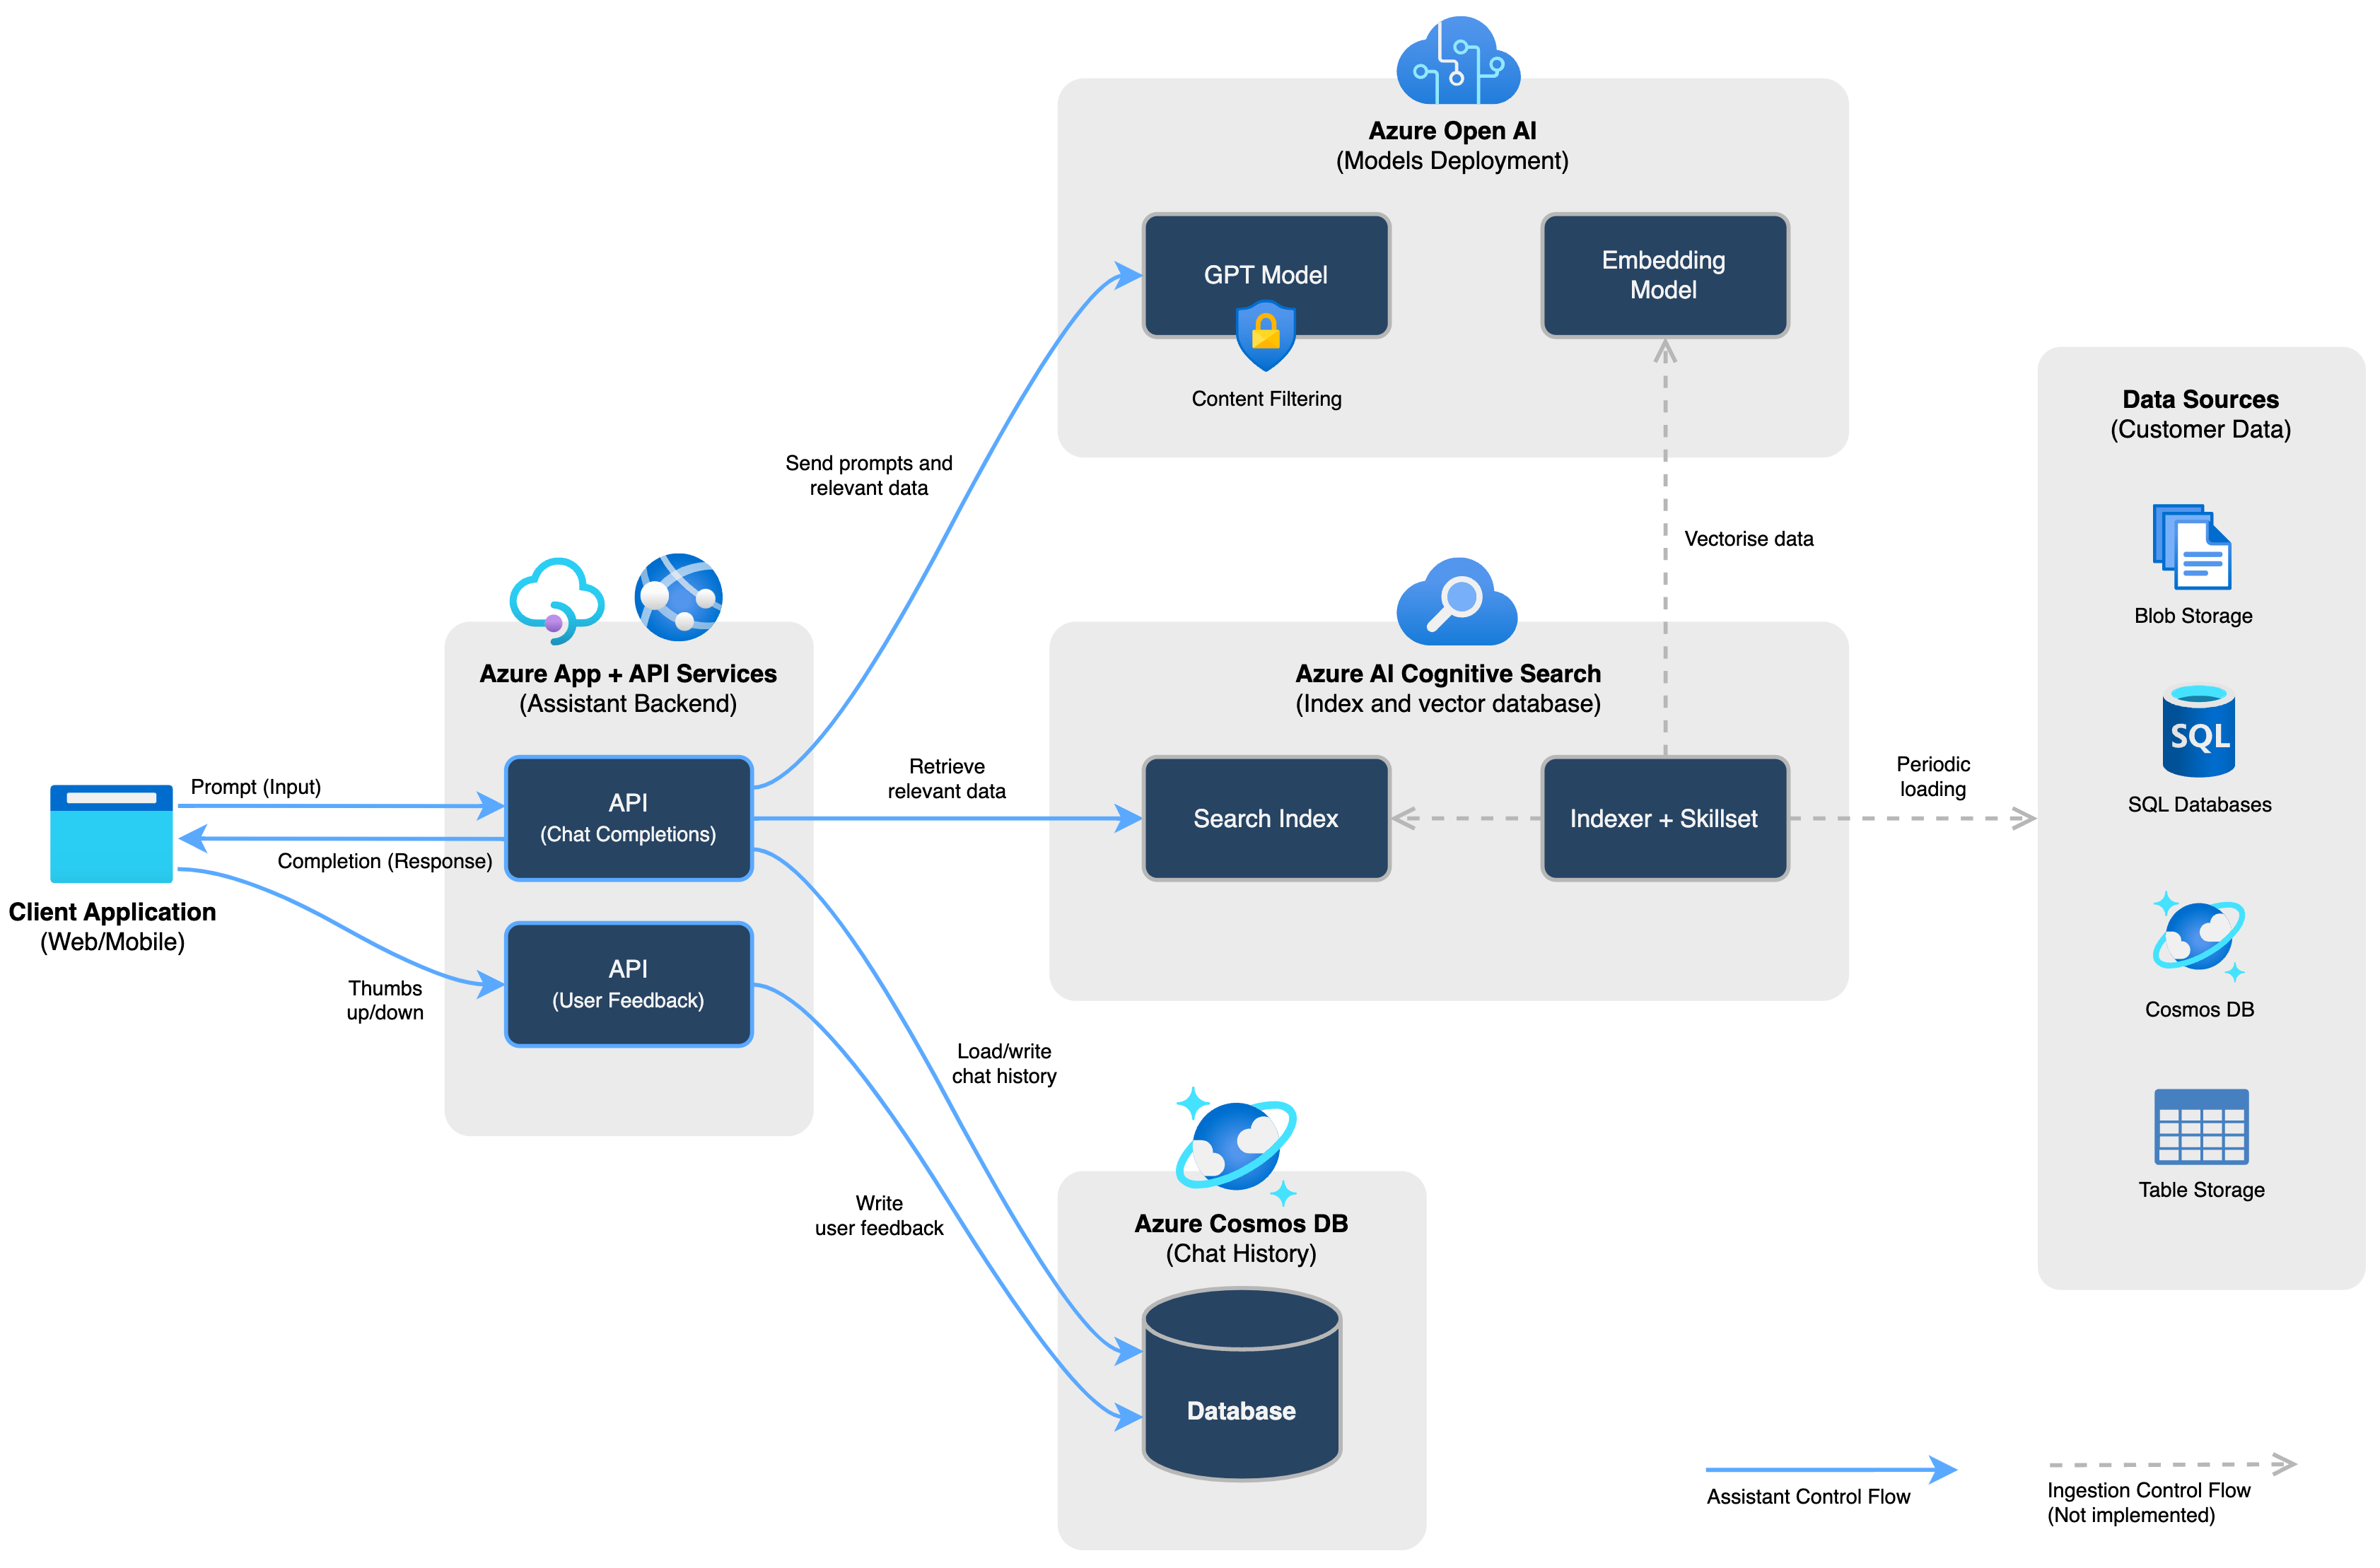 Azure Open AI
(Models Deployment)
GPT Model
Content Filtering
Embedding
Model
Data Sources
(Customer Data)
Blob Storage
SQL
SQL Databases
Cosmos DB
Table Storage
Send prompts and
relevant data
Vectorise data
Azure App + API Services
(Assistant Backend)
API
(Chat Completions)
API
(User Feedback)
Azure AI Cognitive Search
(Index and vector database)
Search Index
Indexer + Skillset
Periodic
loading
Retrieve
relevant data
Prompt (Input)
Completion (Response)
Client Application
(Web/Mobile)
Thumbs
up/down
Load/write
chat history
Write
user feedback
Azure Cosmos DB
(Chat History)
Database
Assistant Control Flow
Ingestion Control Flow
(Not implemented)